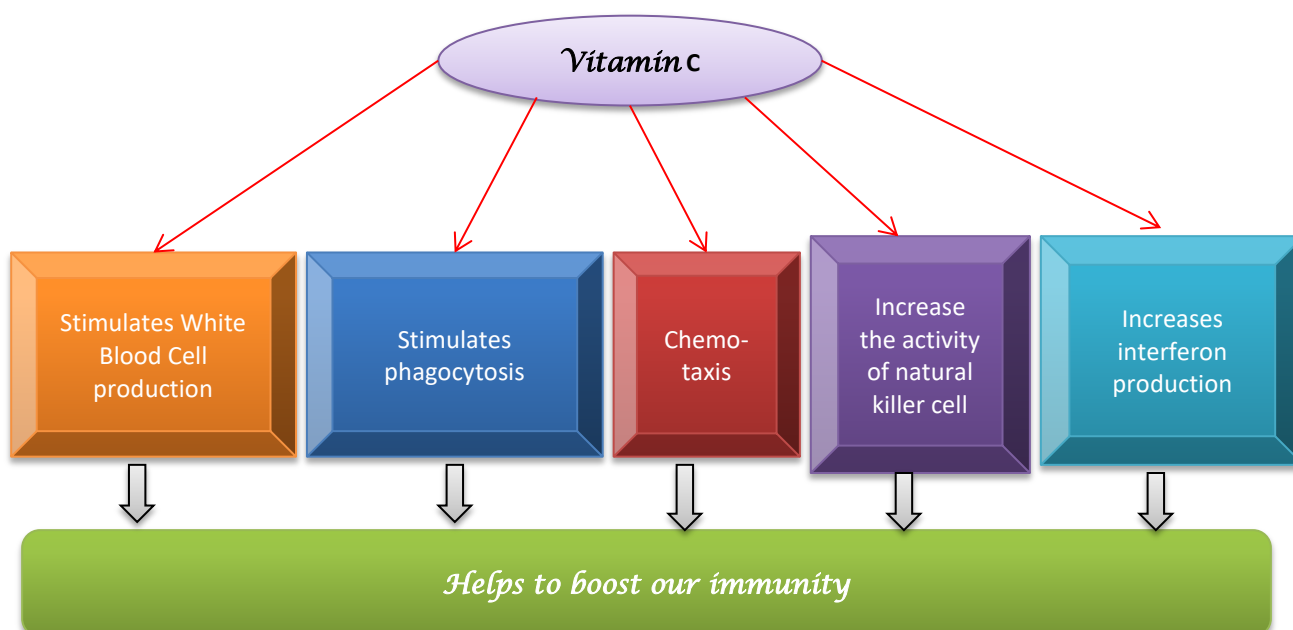 Vitamin C
Stimulates White
Blood Cell
production
Stimulates
phagocytosis
Chemo-
taxis
Increase
the activity
of natural
killer cell
Increases
interferon
production
Helps to boost our immunity